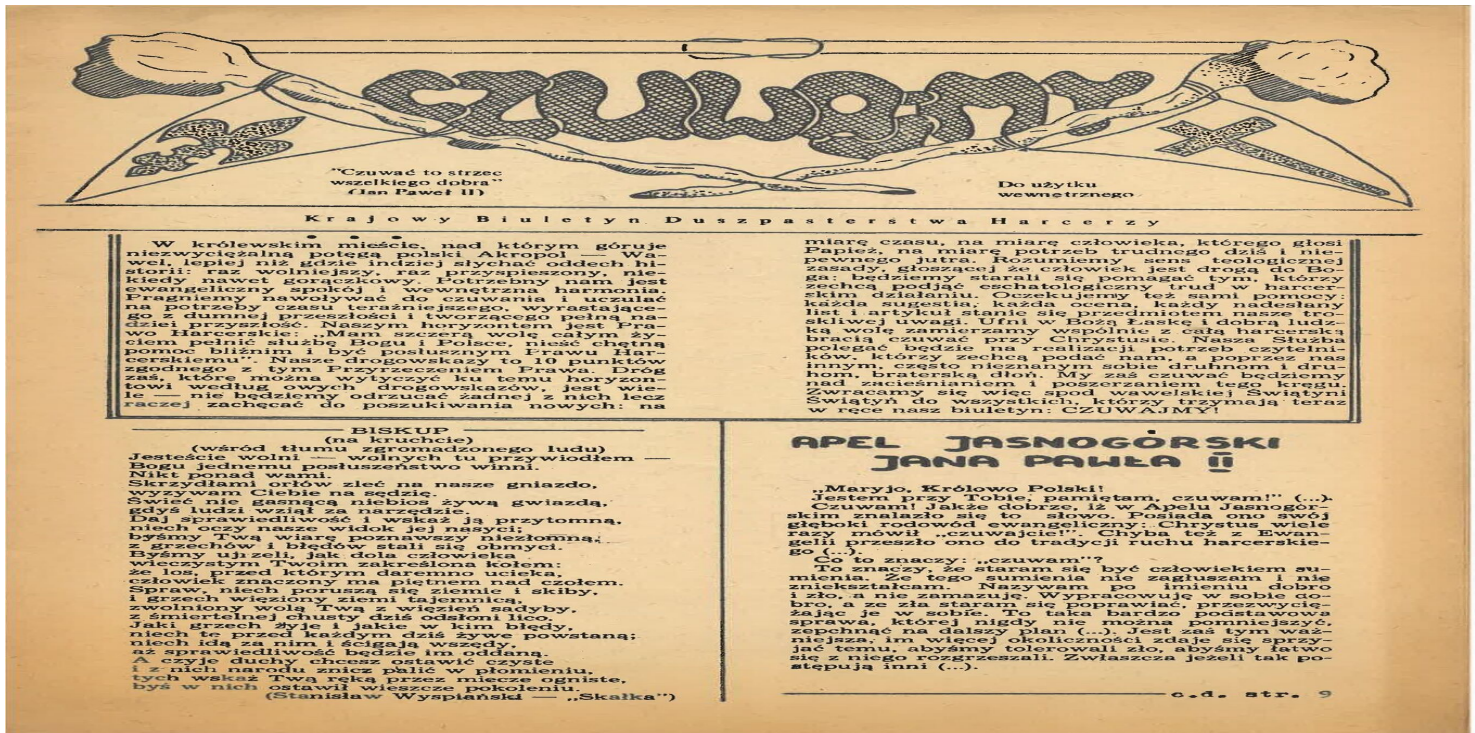 CZUWAJMY
"Czuwać to strzec
wszelkiego dobra"
(Jan Paweł II)
Do użytku
wewnętrznego
Krajowy Biuletyn Duszpasterstwa Harcerzy
W królewskim mieście, nad którym góruje
niezwyciężalną potęgą polski Akropol — Wa-
wel, lepiej niż gdzie indziej słychać oddech hi-
storii: raz wolniejszy, raz przyspieszony, nie-
kiedy nawet gorączkowy. Potrzebny nam jest
ewangeliczny spokój i wewnętrzna harmonia.
Pragniemy nawoływać do czuwania i uczulać
na potrzeby czasu teraźniejszego, wyrastające-
go z dumnej przeszłości i tworzącego pełną na-
dziei przyszłość. Naszym horyzontem jest Pra-
wo Harcerskie: „Mam szczerą wolę całym ży-
ciem pełnić służbę Bogu i Polsce, nieść chętną
pomoc bliźnim i być posłusznym Prawu Har-
cerskiemu". Nasze drogowskazy to 10 punktów
zgodnego z tym Przyrzeczeniem Prawa. Dróg
zaś, które można wytyczyć ku temu horyzon-
towi według owych drogowskazów, jest wie-
le — nie będziemy odrzucać żadnej z nich lecz
raczej zachęcać do poszukiwania nowych: na
miarę czasu, na miarę człowieka, którego głosi
Papież, na miarę potrzeb trudnego dziś i nie-
pewnego jutra. Rozumiemy sens teologicznej
zasady, głoszącej że człowiek jest drogą do Bo-
ga: będziemy starali się pomagać tym, którzy
zechcą podjąć eschatologiczny trud w harcer-
skim działaniu. Oczekujemy też sami pomocy:
każda sugestia, każda ocena, każdy nadesłany
list i artykuł stanie się przedmiotem nasze tro-
skliwej uwagi. Ufni w Bożą Łaskę i dobrą ludz-
ką wolę zamierzamy wspólnie z całą harcerską
bracią czuwać przy Chrystusie. Nasza Służba
polegać będzie na realizacji potrzeb czytelni-
ków, którzy zechcą podać nam, a poprzez nas
innym, często nieznanym sobie druhnom i dru-
hom, braterską dłoń. My zaś czuwać będziemy
nad zacieśnianiem i poszerzaniem tego kręgu.
Zwracamy się więc spod wawelskiej Świątyni
Świątyń do wszystkich, którzy trzymają teraz
w ręce nasz biuletyn: CZUWAJMY!
BISKUP
(na kruchcie)
(wśród tłumu zgromadzonego ludu)
Jesteście wolni — wolnych tu przywiodłem —
Bogu jednemu posłuszeństwo winni.
Nikt ponad wami.
Skrzydłami orłów zleć na nasze gniazdo,
wyzywam Ciebie na sędzię.
Świeć nie gasnącą niebios żywą gwiazdą,
gdyś ludzi wziął za narzędzie.
Daj sprawiedliwość i wskaż ją przytomną,
niech oczy nasze widok jej nasyci;
byśmy Twą wiarę poznawszy niezłomną,
z grzechów i błędów stali się obmyci.
Byśmy ujrzeli, jak dola człowieka
wieczystym Twoim zakreślona kołem:
że los, przed którym daremno ucieka,
człowiek znaczony ma piętnem nad czołem.
Spraw, niech poruszą się ziemie i skiby,
i grzech więziony ziemi tajemnicą,
zwolniony wolą Twą z więzień sadyby,
z śmiertelnej chusty dziś odsłoni lico.
Jaki grzech żyje i jakie w kim błędy,
niech te przed każdym dziś żywe powstaną;
niech idą za nim i ścigają wszędy,
aż sprawiedliwość będzie im oddaną.
A czyje duchy chcesz ostawić czyste
i z nich narodu znicz palić w płomieniu,
tych wskaż Twą ręką przez miecze ogniste,
byś w nich ostawił wieszcze pokoleniu.
(Stanisław Wyspiański — „Skałka")
APEL JASNOGÓRSKI
JANA PAWŁA II
„Maryjo, Królowo Polski!
Jestem przy Tobie, pamiętam, czuwam!" (...).
Czuwam! Jakże dobrze, iż w Apelu Jasnogór-
skim znalazło się to słowo. Posiada ono swój
głęboki rodowód ewangeliczny: Chrystus wiele
razy mówił „czuwajcie!" Chyba też z Ewan-
gelii przeszło ono do tradycji ruchu harcerskie-
go (...).
Co to znaczy: „czuwam"?
To znaczy, że staram się być człowiekiem su-
mienia. Że tego sumienia nie zagłuszam i nie
zniekształcam. Nazywam po imieniu dobro
i zło, a nie zamazuję. Wypracowuję w sobie do-
bro, a ze zła staram się poprawiać, przezwycię-
żając je w sobie. To taka bardzo podstawowa
sprawa, której nigdy nie można pomniejszyć,
zepchnąć na dalszy plan (...). Jest zaś tym waż-
niejsza, im więcej okoliczności zdaje się sprzy-
jać temu, abyśmy tolerowali zło, abyśmy łatwo
się z niego rozgrzeszali. Zwłaszcza jeżeli tak po-
stępują inni (...).
c.d. str. 9